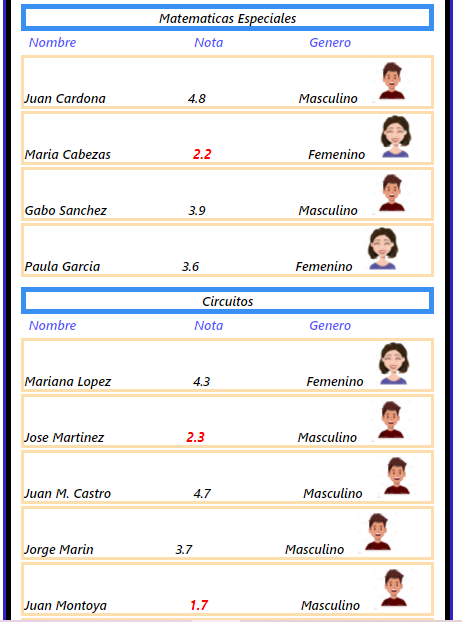 Matematicas Especiales
Nombre Nota Genero
Juan Cardona 4.8 Masculino
Maria Cabezas 2.2 Femenino
Gabo Sanchez 3.9 Masculino
Paula Garcia 3.6 Femenino
Circuitos
Nombre Nota Genero
Mariana Lopez 4.3 Femenino
Jose Martinez 2.3 Masculino
Juan M. Castro 4.7 Masculino
Jorge Marin 3.7 Masculino
Juan Montoya 1.7 Masculino